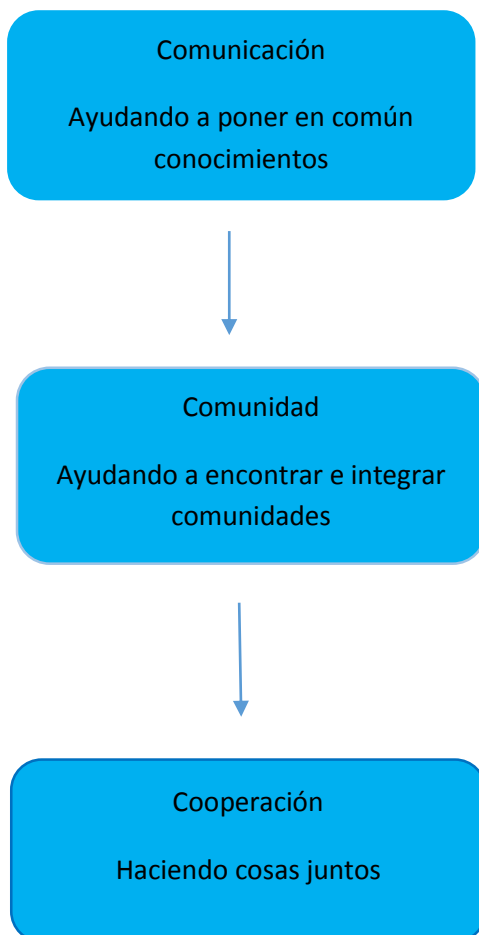 Comunicación
Ayudando a poner en común
conocimientos
Comunidad
Ayudando a encontrar e integrar
comunidades
Cooperación
Haciendo cosas juntos